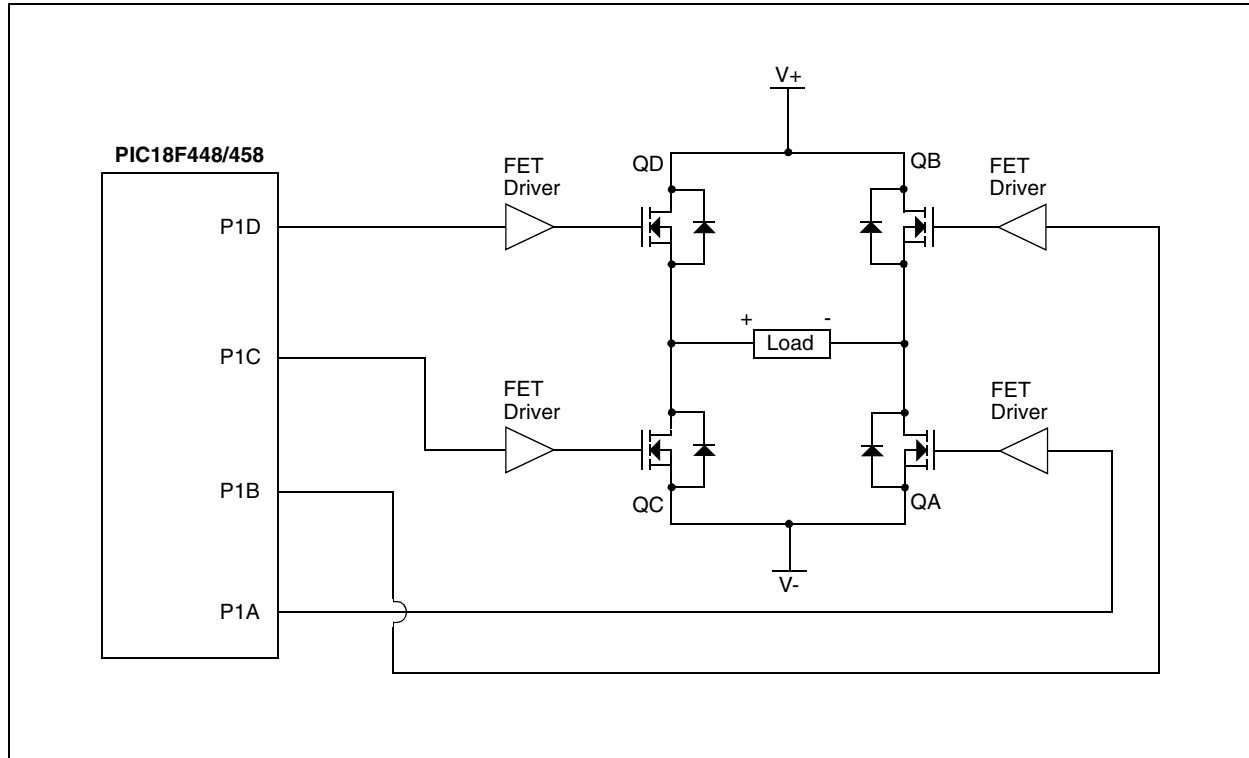 V+
PIC18F448/458
FET
Driver
QD
QB
FET
Driver
P1D
+
-
Load
P1C
FET
Driver
FET
Driver
P1B
QC
QA
V-
P1A